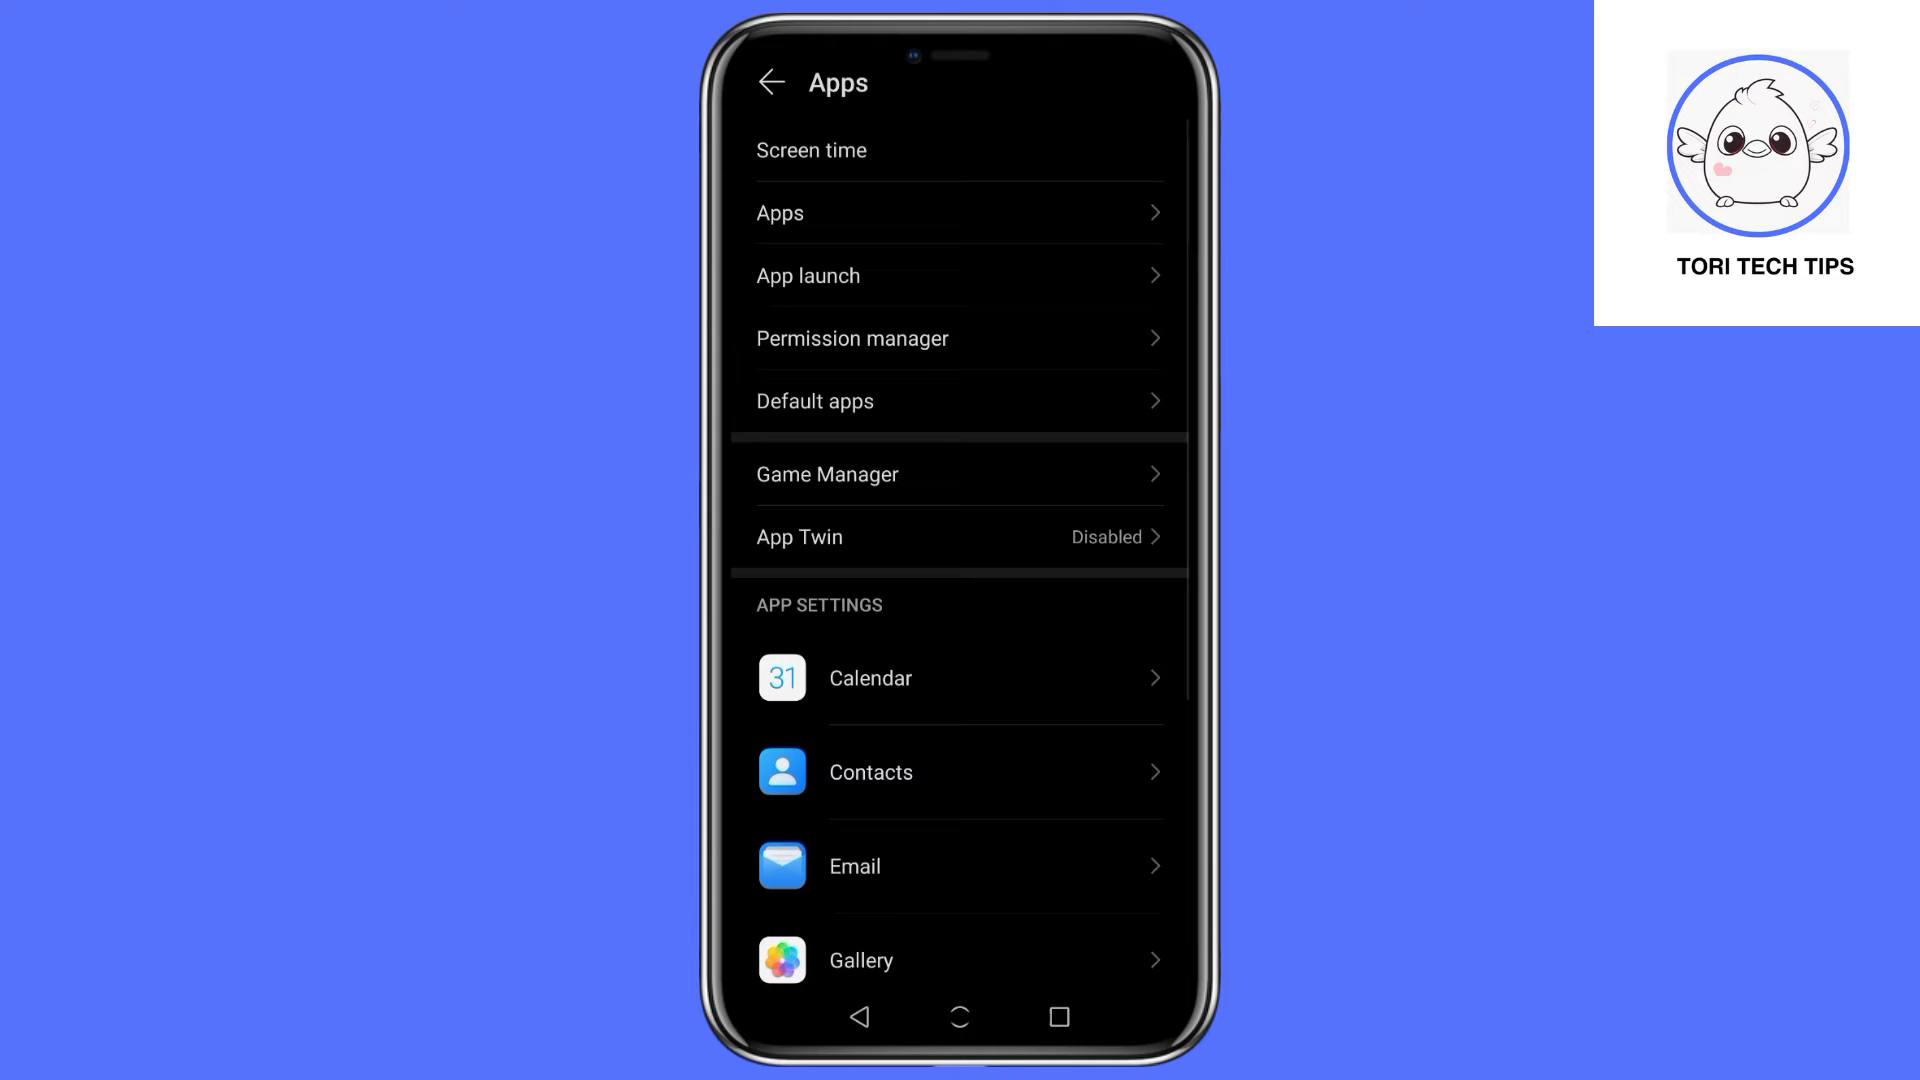 Apps
Screen time
Apps
App launch
Permission manager
Default apps
Game Manager
App Twin Disabled
APP SETTINGS
31 Calendar
Contacts
Email
Gallery
TORI TECH TIPS